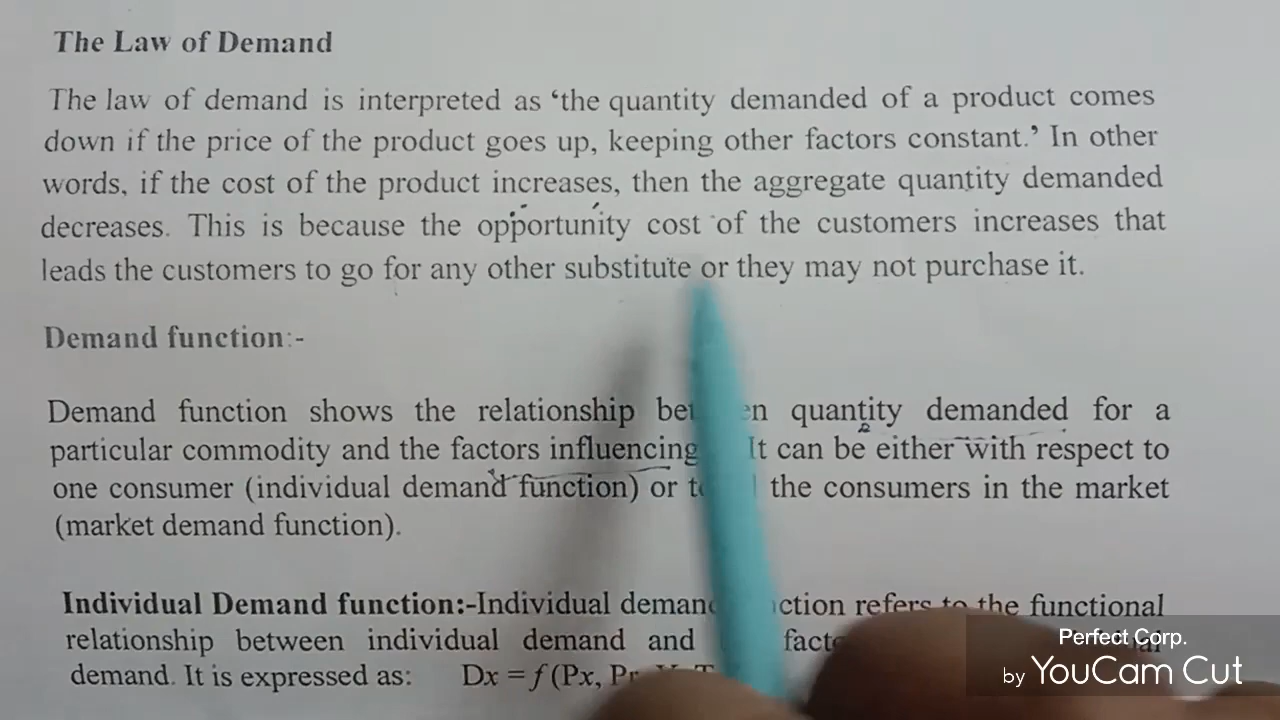 The Law of Demand
The law of demand is interpreted as ‘the quantity demanded of a product comes
down if the price of the product goes up, keeping other factors constant.’ In other
words, if the cost of the product increases, then the aggregate quantity demanded
decreases. This is because the opportunity cost of the customers increases that
leads the customers to go for any other substitute or they may not purchase it.
Demand function:-
Demand function shows the relationship quantity demanded for a
particular commodity and the factors influencing It can be either with respect to
one consumer (individual demand function) or the consumers in the market
(market demand function).
Individual Demand function:-Individual refers to the functional
relationship between individual demand and
demand. It is expressed as: Dx = f (Px,
Perfect Corp.
by YouCam Cut